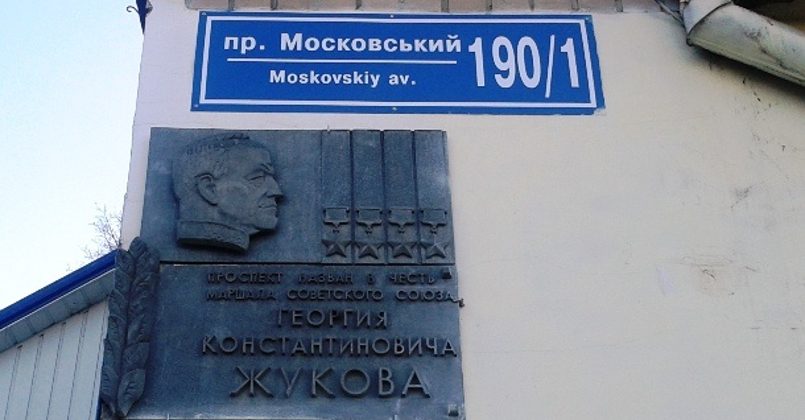 пр. Московський
Moskovskiy av.
190/1
ПРОСПЕКТ НАЗВАН В ЧЕСТЬ
МАРШАЛА СОВЕТСКОГО СОЮЗА
ГЕОРГИЯ
КОНСТАНТИНОВИЧА
ЖУКОВА